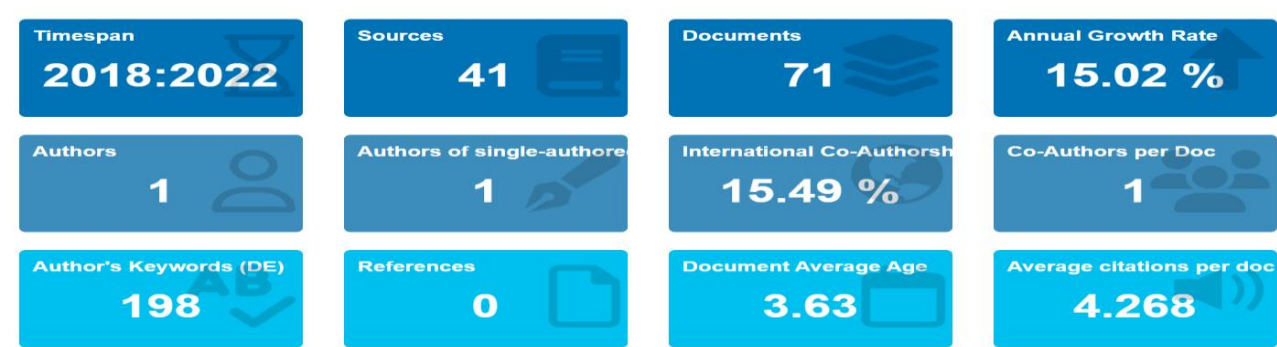 Timespan
2018:2022
Sources
41
Documents
71
Annual Growth Rate
15.02 %
Authors
1
Authors of single-authore
1
International Co-Authorsh
15.49 %
Co-Authors per Doc
1
Author's Keywords (DE)
198
References
0
Document Average Age
3.63
Average citations per doc
4.268
AB